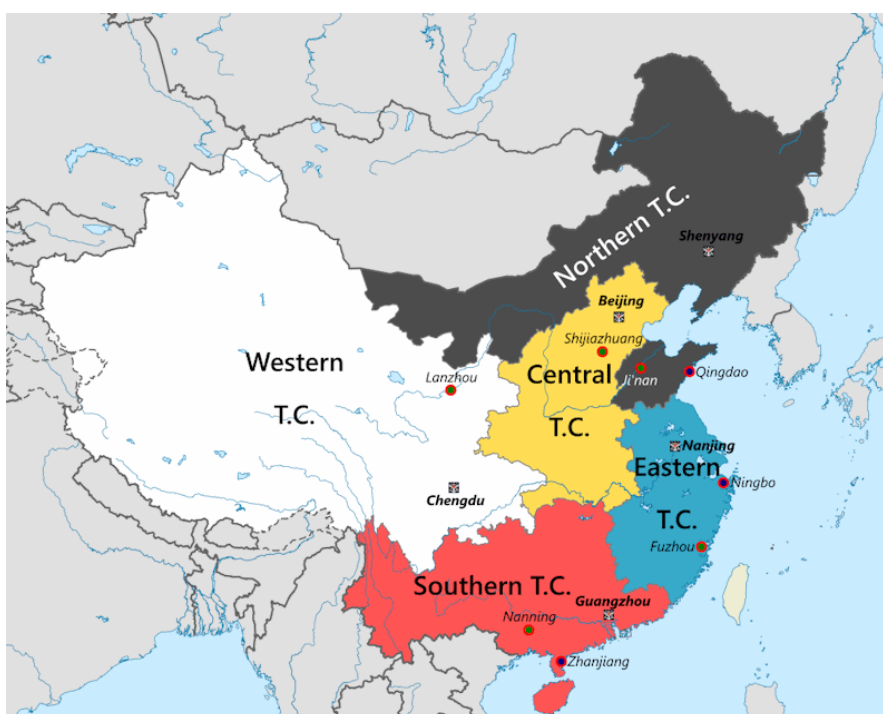 Northern T.C.
Shenyang
Beijing
Shijiazhuang
Western
T.C.
Lanzhou
Central
T.C.
Ji'nan
Qingdao
Nanjing
Eastern
T.C.
Ningbo
Chengdu
Fuzhou
Southern T.C.
Guangzhou
Nanning
Zhanjiang